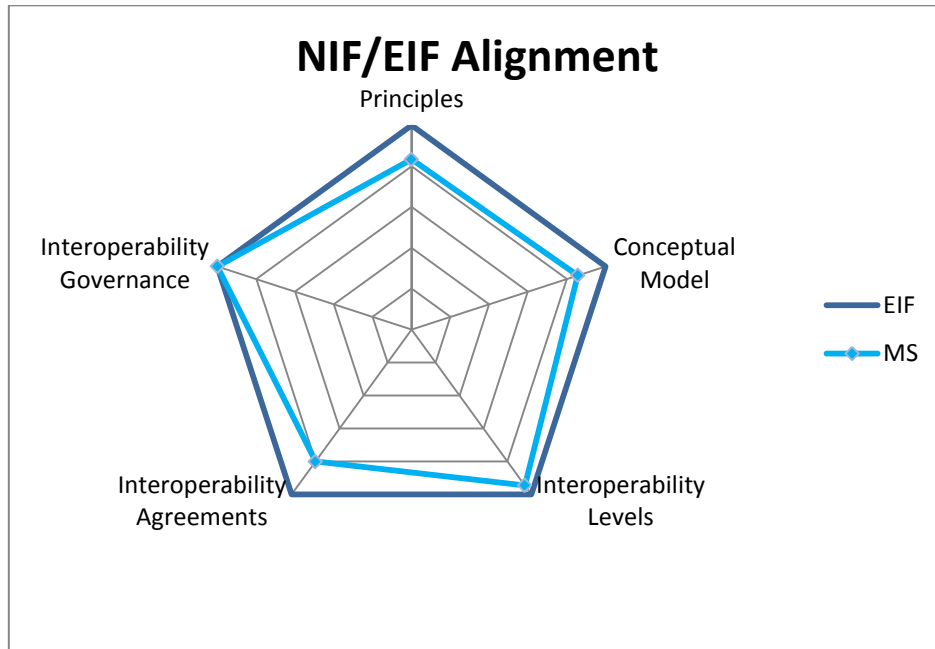 NIF/EIF Alignment
Principles
Interoperability
Governance
Conceptual
Model
EIF
MS
Interoperability
Agreements
Interoperability
Levels